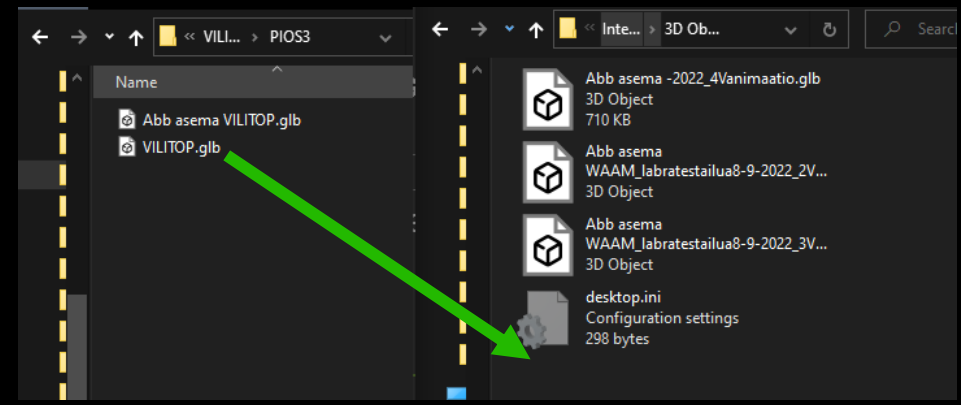 « VILI... › PIOS3
Name
Abb asema VILITOP.glb
VILITOP.glb
« Inte... › 3D Ob...
Search
Abb asema -2022_4Vanimaatio.glb
3D Object
710 KB
Abb asema
WAAM_labratestailua8-9-2022_2V...
3D Object
Abb asema
WAAM_labratestailua8-9-2022_3V...
3D Object
desktop.ini
Configuration settings
298 bytes